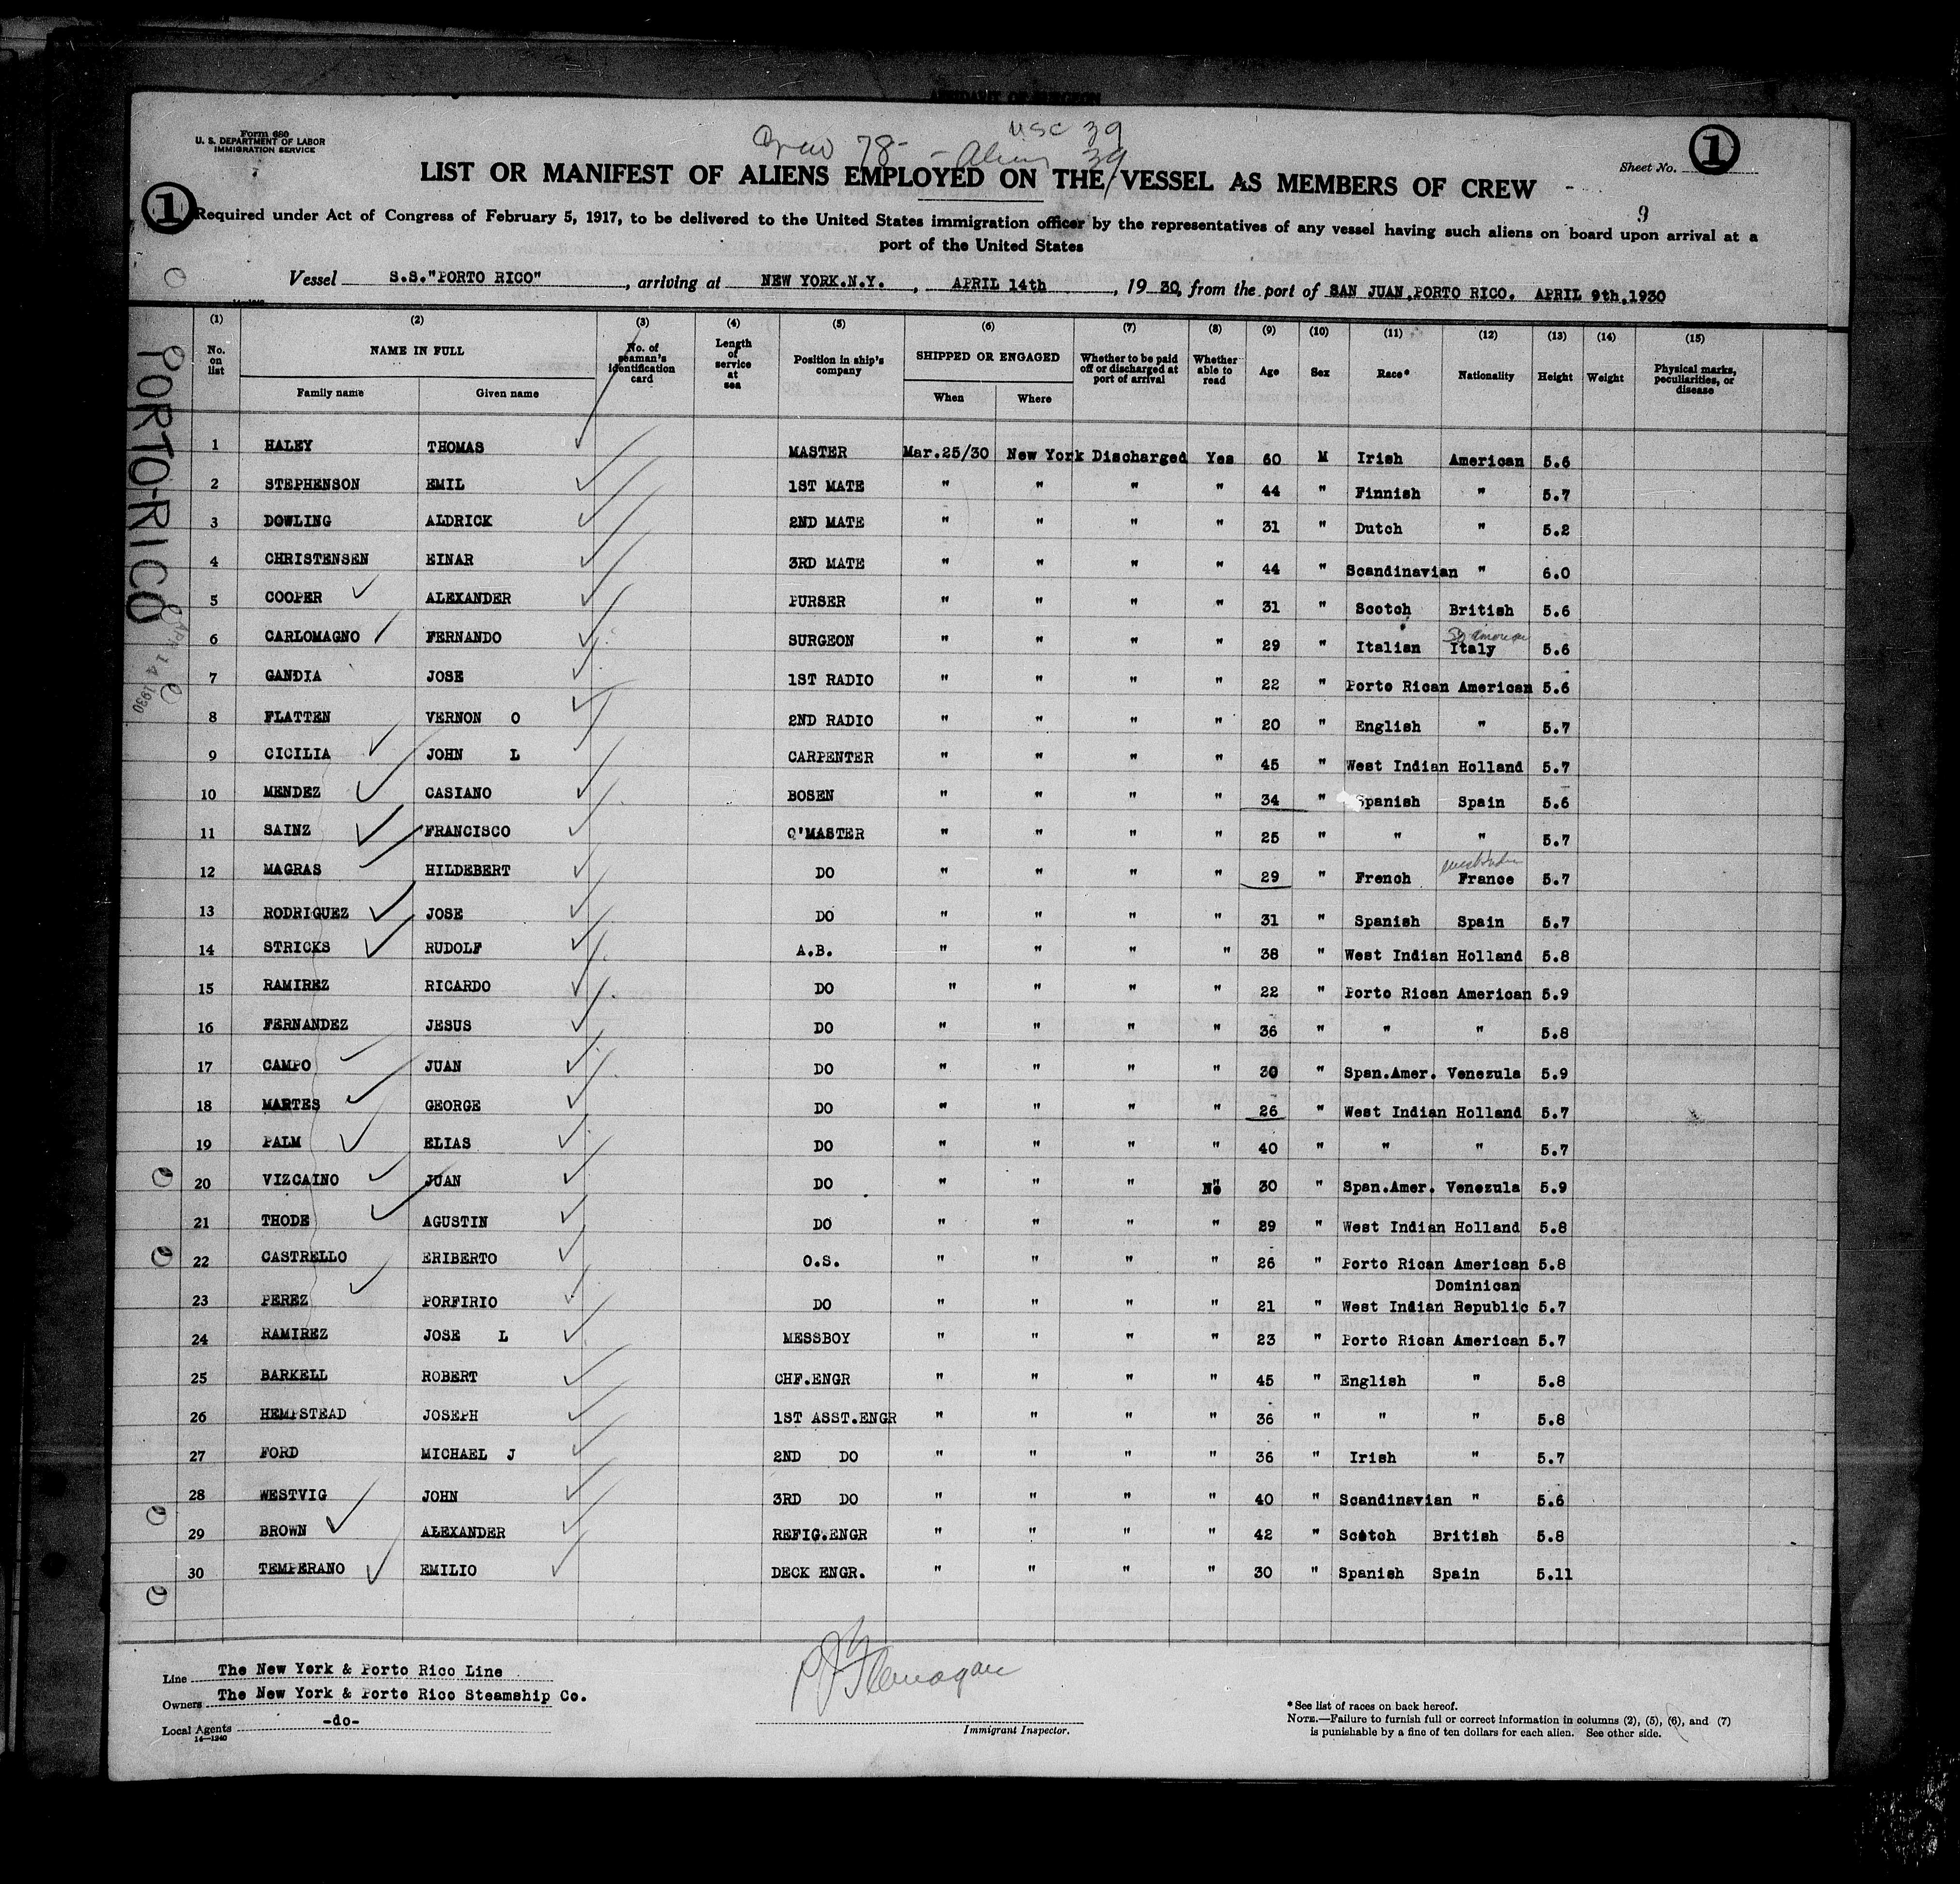 AFFIDAVIT OF SURGEON
Form 680
U. S. DEPARTMENT OF LABOR
IMMIGRATION SERVICE
USC 39
Crew 78 - Aliens 39
Sheet No. 1
LIST OR MANIFEST OF ALIENS EMPLOYED ON THE VESSEL AS MEMBERS OF CREW
1
9
Required under Act of Congress of February 5, 1917, to be delivered to the United States immigration officer by the representatives of any vessel having such aliens on board upon arrival at a
port of the United States
Vessel S.S."PORTO RICO", arriving at NEW YORK.N.Y., APRIL 14th, 1930, from the port of SAN JUAN,PORTO RICO. APRIL 9th,1930
(1) (2) (3) (4) (5) (6) (7) (8) (9) (10) (11) (12) (13) (14) (15)
No. on list NAME IN FULL No. of seaman's identification card Length of service at sea Position in ship's company SHIPPED OR ENGAGED Whether to be paid off or discharged at port of arrival Whether able to read Age Sex Race* Nationality Height Weight Physical marks, peculiarities, or disease
Family name Given name When Where
PORTO-RICO
APR 14 1930
1 HALEY THOMAS MASTER Mar.25/30 New York Discharged Yes 60 M Irish American 5.6
2 STEPHENSON EMIL 1ST MATE " " " " 44 " Finnish " 5.7
3 DOWLING ALDRICK 2ND MATE " " " " 31 " Dutch " 5.2
4 CHRISTENSEN EINAR 3RD MATE " " " " 44 " Scandinavian " 6.0
5 COOPER ALEXANDER PURSER " " " " 31 " Scotch British 5.6
6 CARLOMAGNO FERNANDO SURGEON " " " " 29 " Italian Italy 5.6
7 GANDIA JOSE 1ST RADIO " " " " 22 " Porto Rican American 5.6
8 FLATTEN VERNON O 2ND RADIO " " " " 20 " English " 5.7
9 CICILIA JOHN L CARPENTER " " " " 45 " West Indian Holland 5.7
10 MENDEZ CASIANO BOSEN " " " " 34 " Spanish Spain 5.6
11 SAINZ FRANCISCO Q'MASTER " " " " 25 " " " 5.7
12 MAGRAS HILDEBERT DO " " " " 29 " French France 5.7
13 RODRIGUEZ JOSE DO " " " " 31 " Spanish Spain 5.7
14 STRICKS RUDOLF A.B. " " " " 38 " West Indian Holland 5.8
15 RAMIREZ RICARDO DO " " " " 22 " Porto Rican American 5.9
16 FERNANDEZ JESUS DO " " " " 36 " " " 5.8
17 CAMPO JUAN DO " " " " 30 " Span.Amer. Venezula 5.9
18 MARTES GEORGE DO " " " " 26 " West Indian Holland 5.7
19 PALM ELIAS DO " " " " 40 " " " 5.7
20 VIZCAINO JUAN DO " " " No 30 " Span.Amer. Venezula 5.9
21 THODE AGUSTIN DO " " " " 29 " West Indian Holland 5.8
22 CASTRELLO ERIBERTO O.S. " " " " 26 " Porto Rican American 5.8
23 PEREZ PORFIRIO DO " " " " 21 " West Indian Dominican Republic 5.7
24 RAMIREZ JOSE L MESSBOY " " " " 23 " Porto Rican American 5.7
25 BARKELL ROBERT CHF.ENGR " " " " 45 " English " 5.8
26 HEMPSTEAD JOSEPH 1ST ASST.ENGR " " " " 36 " " " 5.8
27 FORD MICHAEL J 2ND DO " " " " 36 " Irish " 5.7
28 WESTVIG JOHN 3RD DO " " " " 40 " Scandinavian " 5.6
29 BROWN ALEXANDER REFIG.ENGR " " " " 42 " Scotch British 5.8
30 TEMPERANO EMILIO DECK ENGR. " " " " 30 " Spanish Spain 5.11
Line The New York & Porto Rico Line
Owners The New York & Porto Rico Steamship Co.
Local Agents -do-
14—1240
P J Flanagan
Immigrant Inspector.
*See list of races on back hereof.
NOTE.—Failure to furnish full or correct information in columns (2), (5), (6), and (7)
is punishable by a fine of ten dollars for each alien. See other side.